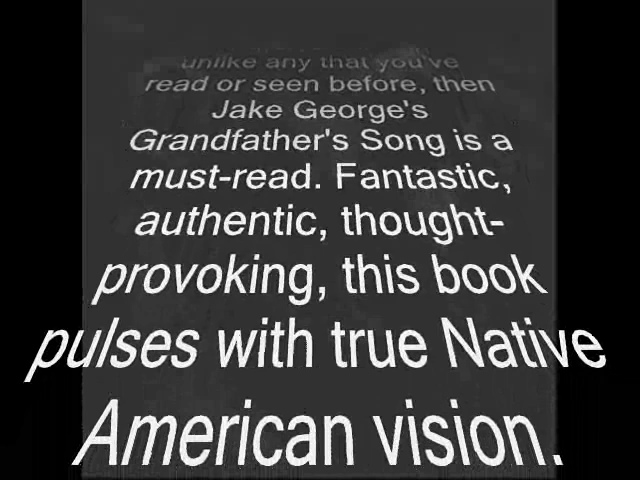 unlike any that you've
read or seen before, then
Jake George's
Grandfather's Song is a
must-read. Fantastic,
authentic, thought-
provoking, this book
pulses with true Native
American vision.